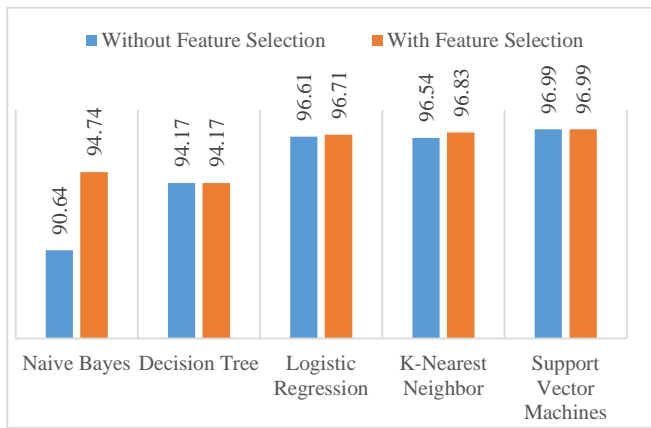 Without Feature Selection With Feature Selection
90.64 94.74 94.17 94.17 96.61 96.71 96.54 96.83 96.99 96.99
Naive Bayes Decision Tree Logistic K-Nearest Support
Regression Neighbor Vector
Machines